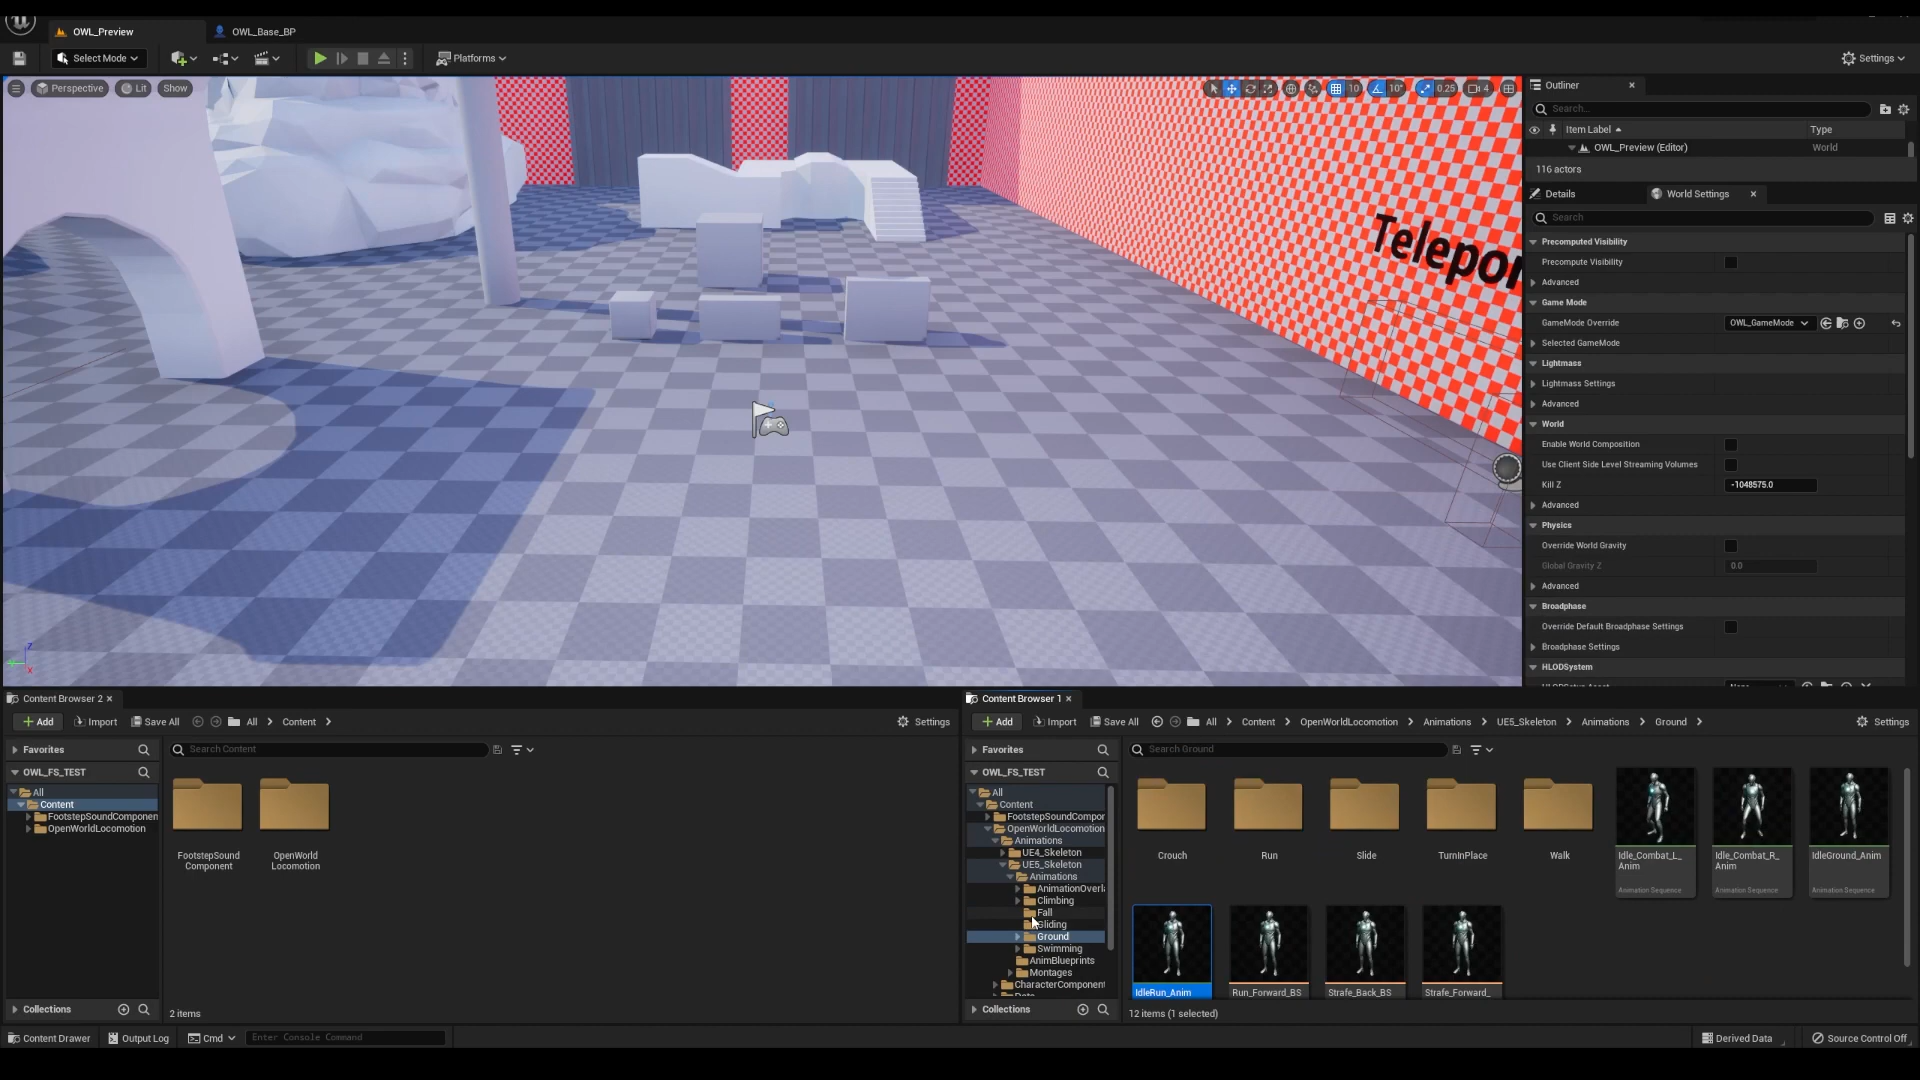 OWL_Preview
OWL_Base_BP
Select Mode
Platforms
Settings
Perspective
Lit
Show
10
10°
0.25
4
Telepor
Outliner
Search...
Item Label
Type
OWL_Preview (Editor)
World
116 actors
Details
World Settings
Search
Precomputed Visibility
Precompute Visibility
Advanced
Game Mode
GameMode Override
OWL_GameMode
Selected GameMode
Lightmass
Lightmass Settings
Advanced
World
Enable World Composition
Use Client Side Level Streaming Volumes
Kill Z
-1048575.0
Advanced
Physics
Override World Gravity
Global Gravity Z
0.0
Advanced
Broadphase
Override Default Broadphase Settings
Broadphase Settings
HLODSystem
Content Browser 2
Add
Import
Save All
All
Content
Settings
Favorites
Search Content
OWL_FS_TEST
All
Content
FootstepSoundComponen
OpenWorldLocomotion
FootstepSound
Component
OpenWorld
Locomotion
Collections
2 items
Content Browser 1
Add
Import
Save All
All
Content
OpenWorldLocomotion
Animations
UE5_Skeleton
Animations
Ground
Settings
Favorites
Search Ground
OWL_FS_TEST
All
Content
FootstepSoundCompor
OpenWorldLocomotion
Animations
UE4_Skeleton
UE5_Skeleton
Animations
AnimationOverla
Climbing
Fall
Gliding
Ground
Swimming
AnimBlueprints
Montages
CharacterComponent
Collections
Crouch
Run
Slide
TurnInPlace
Walk
Idle_Combat_L_
Anim
Animation Sequence
Idle_Combat_R_
Anim
Animation Sequence
IdleGround_Anim
Animation Sequence
IdleRun_Anim
Run_Forward_BS
Strafe_Back_BS
Strafe_Forward_
12 items (1 selected)
Content Drawer
Output Log
Cmd
Enter Console Command
Derived Data
Source Control Off